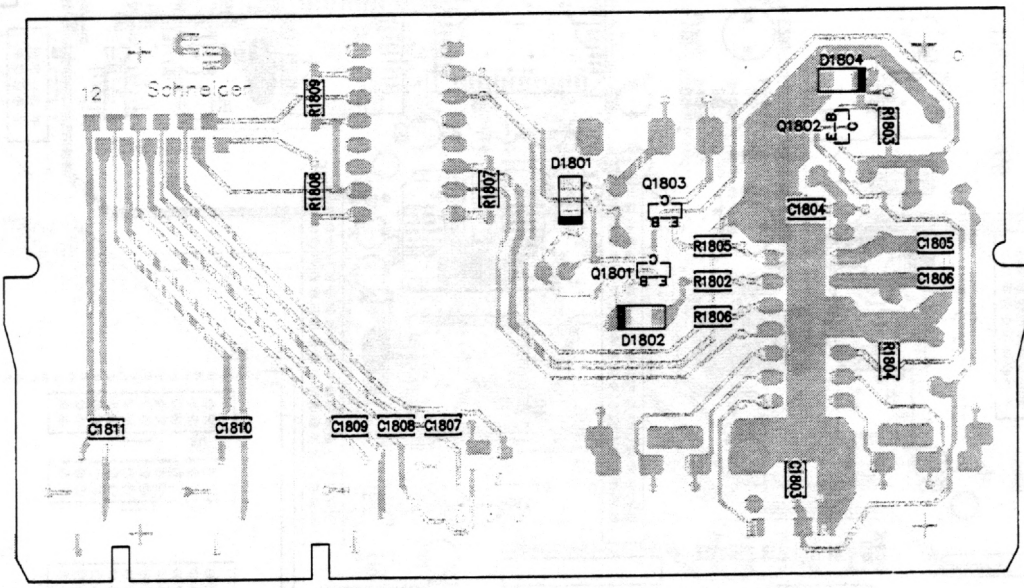 D1804
Schneider
R1809
12
Q1802
E B
C
R1803
D1801
R1808
R1807
Q1803
C
B E
C1804
R1805
C1805
Q1801
C
B E
R1802
C1806
R1806
D1802
R1804
C1811
C1810
C1809
C1808
C1807
C1803